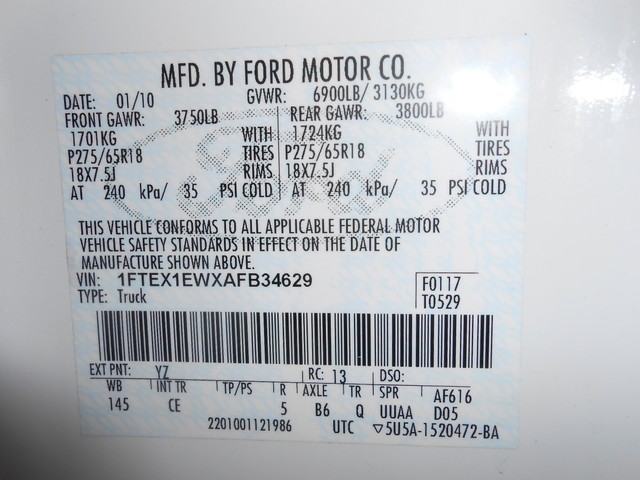 MFD. BY FORD MOTOR CO.
DATE: 01/10 GVWR: 6900LB/ 3130KG
FRONT GAWR: 3750LB REAR GAWR: 3800LB
1701KG WITH 1724KG WITH
P275/65R18 TIRES P275/65R18 TIRES
18X7.5J RIMS 18X7.5J RIMS
AT 240 kPa/ 35 PSI COLD AT 240 kPa/ 35 PSI COLD
Ford
THIS VEHICLE CONFORMS TO ALL APPLICABLE FEDERAL MOTOR
VEHICLE SAFETY STANDARDS IN EFFECT ON THE DATE OF
MANUFACTURE SHOWN ABOVE.
VIN: 1FTEX1EWXAFB34629 F0117
TYPE: Truck T0529
EXT PNT: YZ RC: 13 DSO:
WB INT TR TP/PS R AXLE TR SPR AF616
145 CE 5 B6 Q UUAA D05
2201001121986 UTC ▽5U5A-1520472-BA